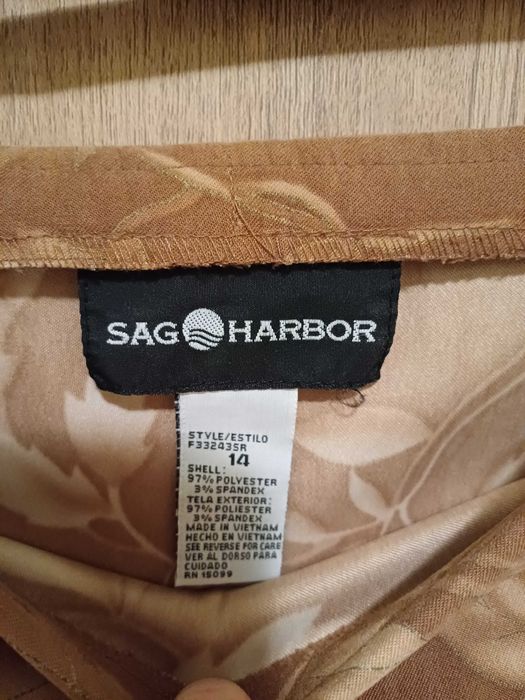 SAG HARBOR
STYLE/ESTILO
F33243SR
14
SHELL:
97% POLYESTER
3% SPANDEX
TELA EXTERIOR:
97% POLIESTER
3% SPANDEX
MADE IN VIETNAM
HECHO EN VIETNAM
SEE REVERSE FOR CARE
VER AL DORSO PARA
CUIDADO
RN 15099